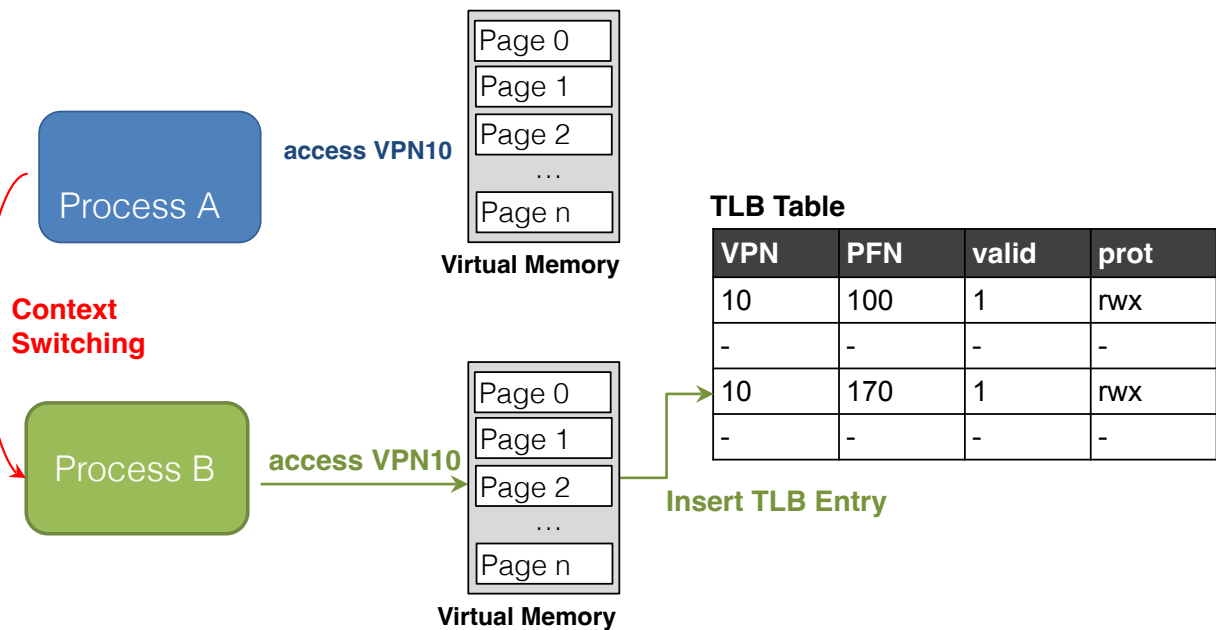 Page 0
Page 1
Page 2
...
Page n
Virtual Memory
Process A
access VPN10
Context
Switching
Process B
access VPN10
Page 0
Page 1
Page 2
...
Page n
Virtual Memory
Insert TLB Entry
TLB Table
VPN PFN valid prot
10 100 1 rwx
- - - -
10 170 1 rwx
- - - -